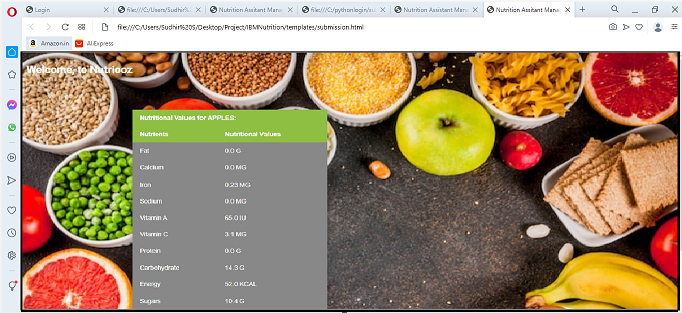 Login
file:///C:/Users/Sudhir
Nutrition Assitant Mana
file:///C:/pythonlogin/sub
Nutrition Assistant Mana
Nutrition Assitant Mana
file:///C:/Users/Sudhir%20S/Desktop/Project/IBMNutrition/templates/submission.html
Amazon.in
AliExpress
Welcome, to Nutriooz
Nutritional Values for APPLES:
Nutrients Nutritional Values
Fat 0.0 G
Calcium 0.0 MG
Iron 0.23 MG
Sodium 0.0 MG
Vitamin A 65.0 IU
Vitamin C 3.1 MG
Protein 0.0 G
Carbohydrate 14.3 G
Energy 52.0 KCAL
Sugars 10.4 G